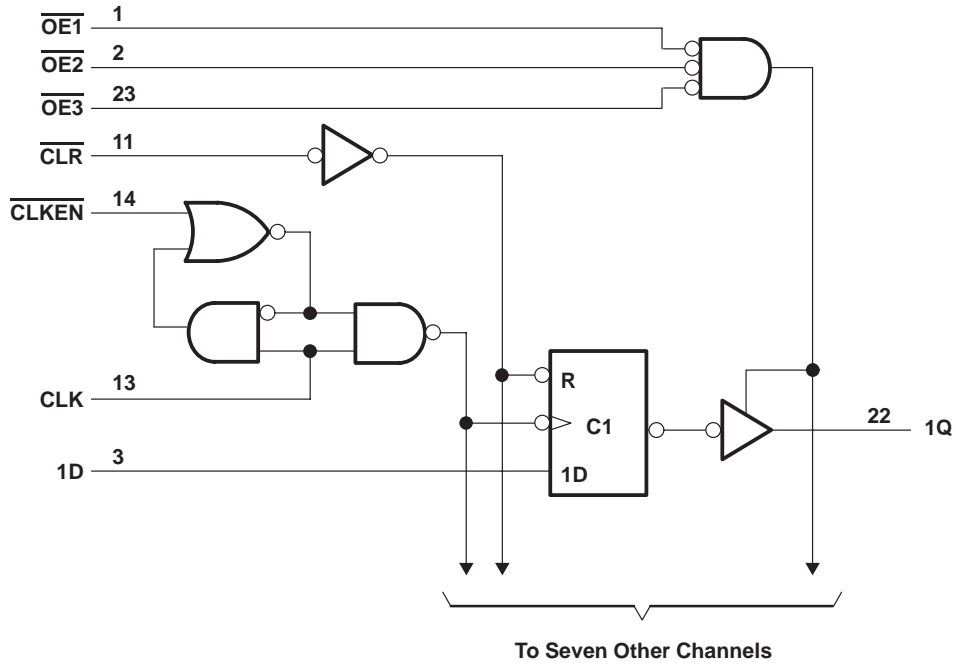 OE1 1
OE2 2
OE3 23
CLR 11
CLKEN 14
CLK 13
1D 3
R
C1
1D
22 1Q
To Seven Other Channels